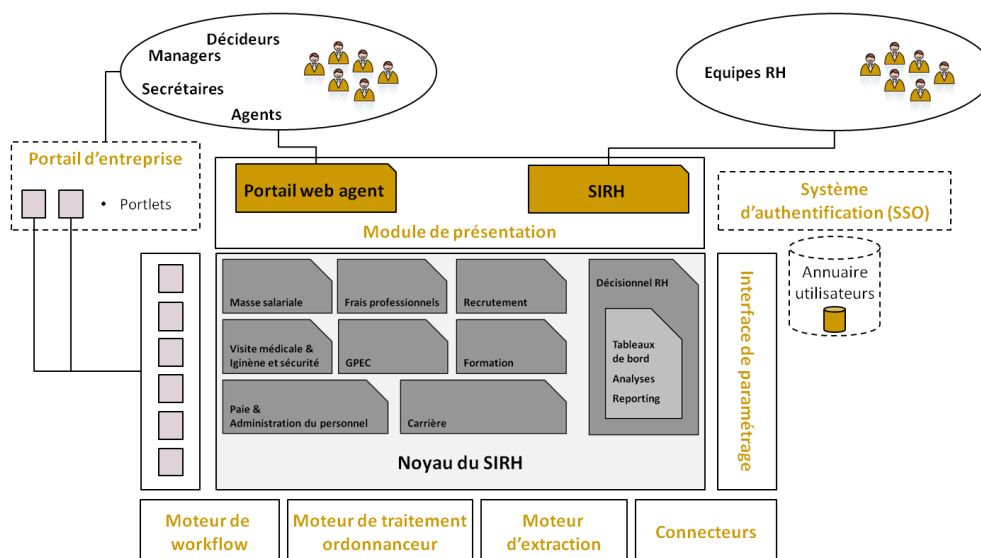 Décideurs
Managers
Secrétaires
Agents
Equipes RH
Portail d'entreprise
• Portlets
Portail web agent
SIRH
Module de présentation
Système
d'authentification (SSO)
Annuaire
utilisateurs
Masse salariale
Frais professionnels
Recrutement
Décisionnel RH
Visite médicale &
Iginène et sécurité
GPEC
Formation
Tableaux
de bord
Analyses
Reporting
Paie &
Administration du personnel
Carrière
Noyau du SIRH
Interface de paramétrage
Moteur de
workflow
Moteur de traitement
ordonnanceur
Moteur
d'extraction
Connecteurs